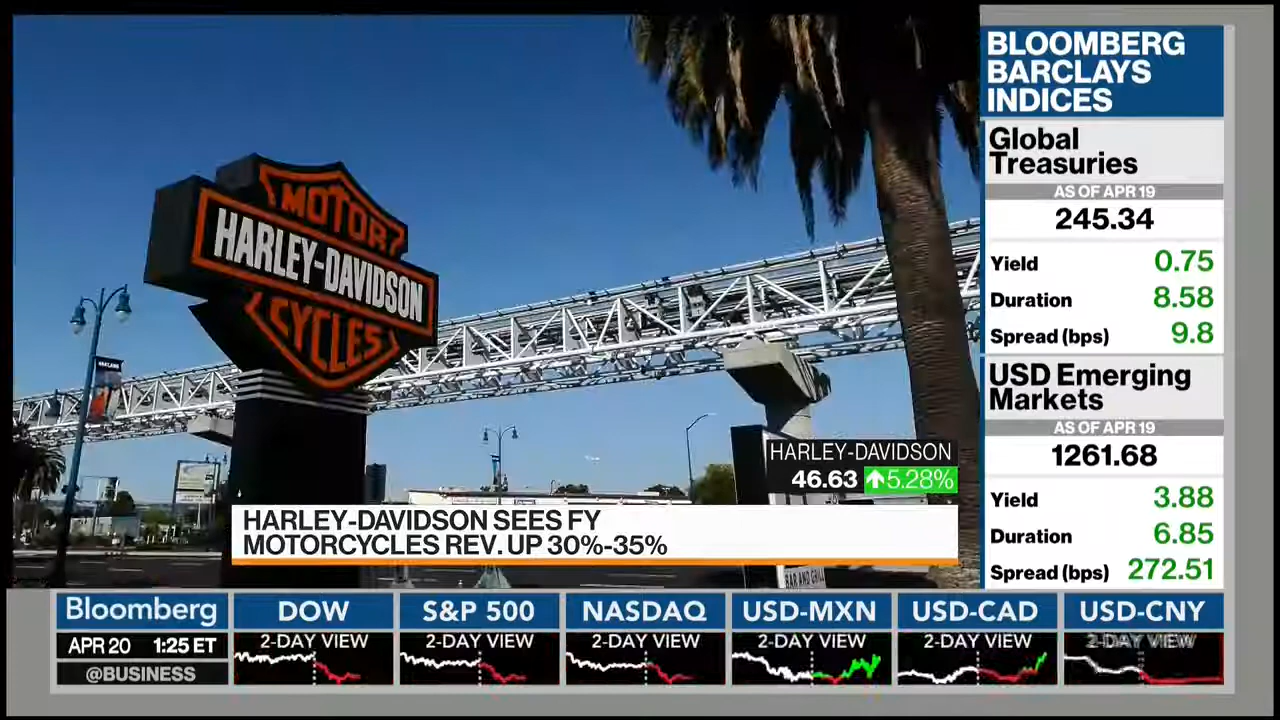 MOTOR
HARLEY-DAVIDSON
CYCLES
HARLEY-DAVIDSON
46.63 ↑5.28%
HARLEY-DAVIDSON SEES FY
MOTORCYCLES REV. UP 30%-35%
BAR AND GRILL
BLOOMBERG
BARCLAYS
INDICES
Global
Treasuries
AS OF APR 19
245.34
Yield 0.75
Duration 8.58
Spread (bps) 9.8
USD Emerging
Markets
AS OF APR 19
1261.68
Yield 3.88
Duration 6.85
Spread (bps) 272.51
Bloomberg
APR 20 1:25 ET
@BUSINESS
DOW
2-DAY VIEW
S&P 500
2-DAY VIEW
NASDAQ
2-DAY VIEW
USD-MXN
2-DAY VIEW
USD-CAD
2-DAY VIEW
USD-CNY
2-DAY VIEW